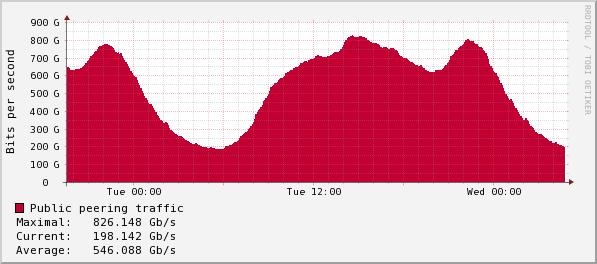 900 G
800 G
700 G
600 G
500 G
400 G
300 G
200 G
100 G
0
Bits per second
Tue 00:00 Tue 12:00 Wed 00:00
RRDTOOL / TOBI OETIKER
Public peering traffic
Maximal: 826.148 Gb/s
Current: 198.142 Gb/s
Average: 546.088 Gb/s